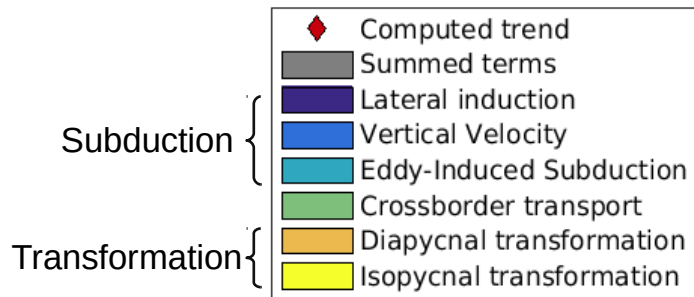 Computed trend
Summed terms
Lateral induction
Subduction
Vertical Velocity
Eddy-Induced Subduction
Crossborder transport
Diapycnal transformation
Transformation
Isopycnal transformation